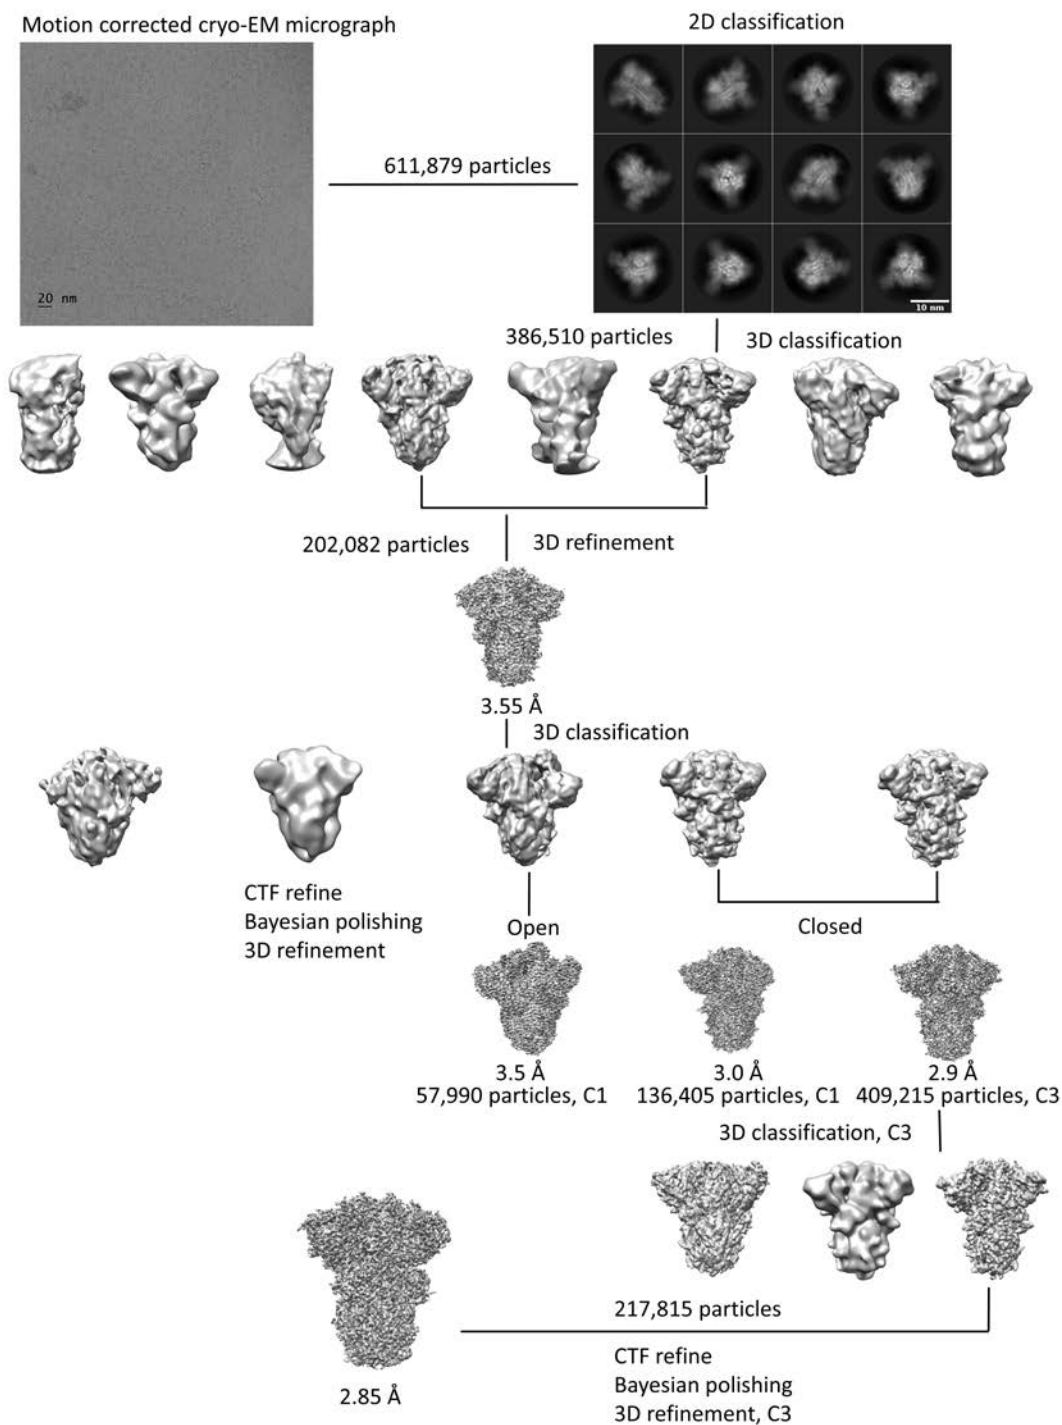 Motion corrected cryo-EM micrograph
2D classification
611,879 particles
20 nm
10 nm
386,510 particles
3D classification
202,082 particles
3D refinement
3.55 Å
3D classification
CTF refine
Bayesian polishing
3D refinement
Open
Closed
3.5 Å
57,990 particles, C1
3.0 Å
136,405 particles, C1
2.9 Å
409,215 particles, C3
3D classification, C3
217,815 particles
2.85 Å
CTF refine
Bayesian polishing
3D refinement, C3